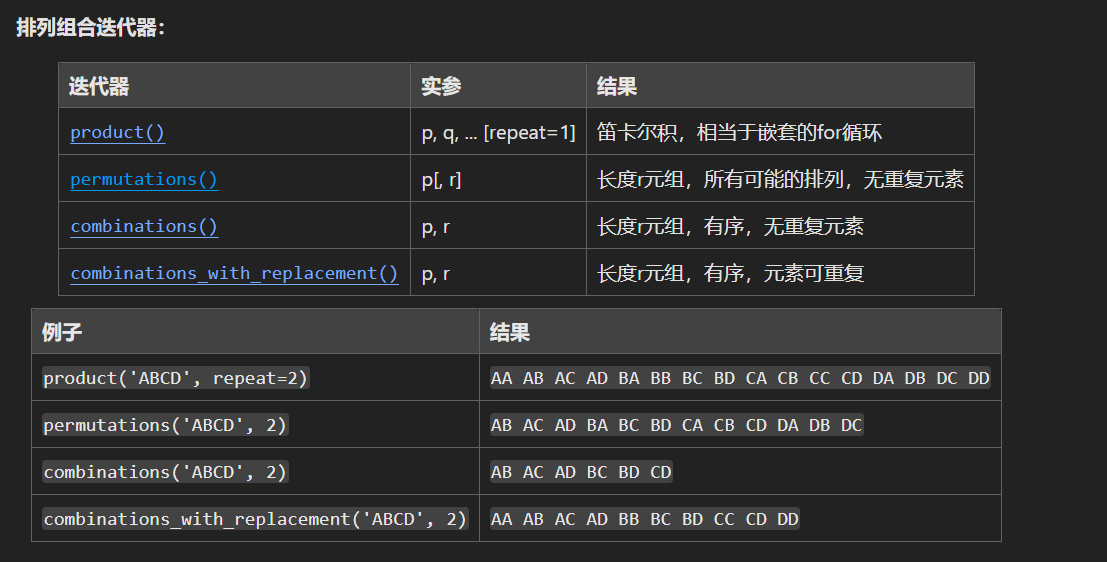 排列组合迭代器：
迭代器 实参 结果
product() p, q, ... [repeat=1] 笛卡尔积，相当于嵌套的for循环
permutations() p[, r] 长度r元组，所有可能的排列，无重复元素
combinations() p, r 长度r元组，有序，无重复元素
combinations_with_replacement() p, r 长度r元组，有序，元素可重复
例子 结果
product('ABCD', repeat=2) AA AB AC AD BA BB BC BD CA CB CC CD DA DB DC DD
permutations('ABCD', 2) AB AC AD BA BC BD CA CB CD DA DB DC
combinations('ABCD', 2) AB AC AD BC BD CD
combinations_with_replacement('ABCD', 2) AA AB AC AD BB BC BD CC CD DD